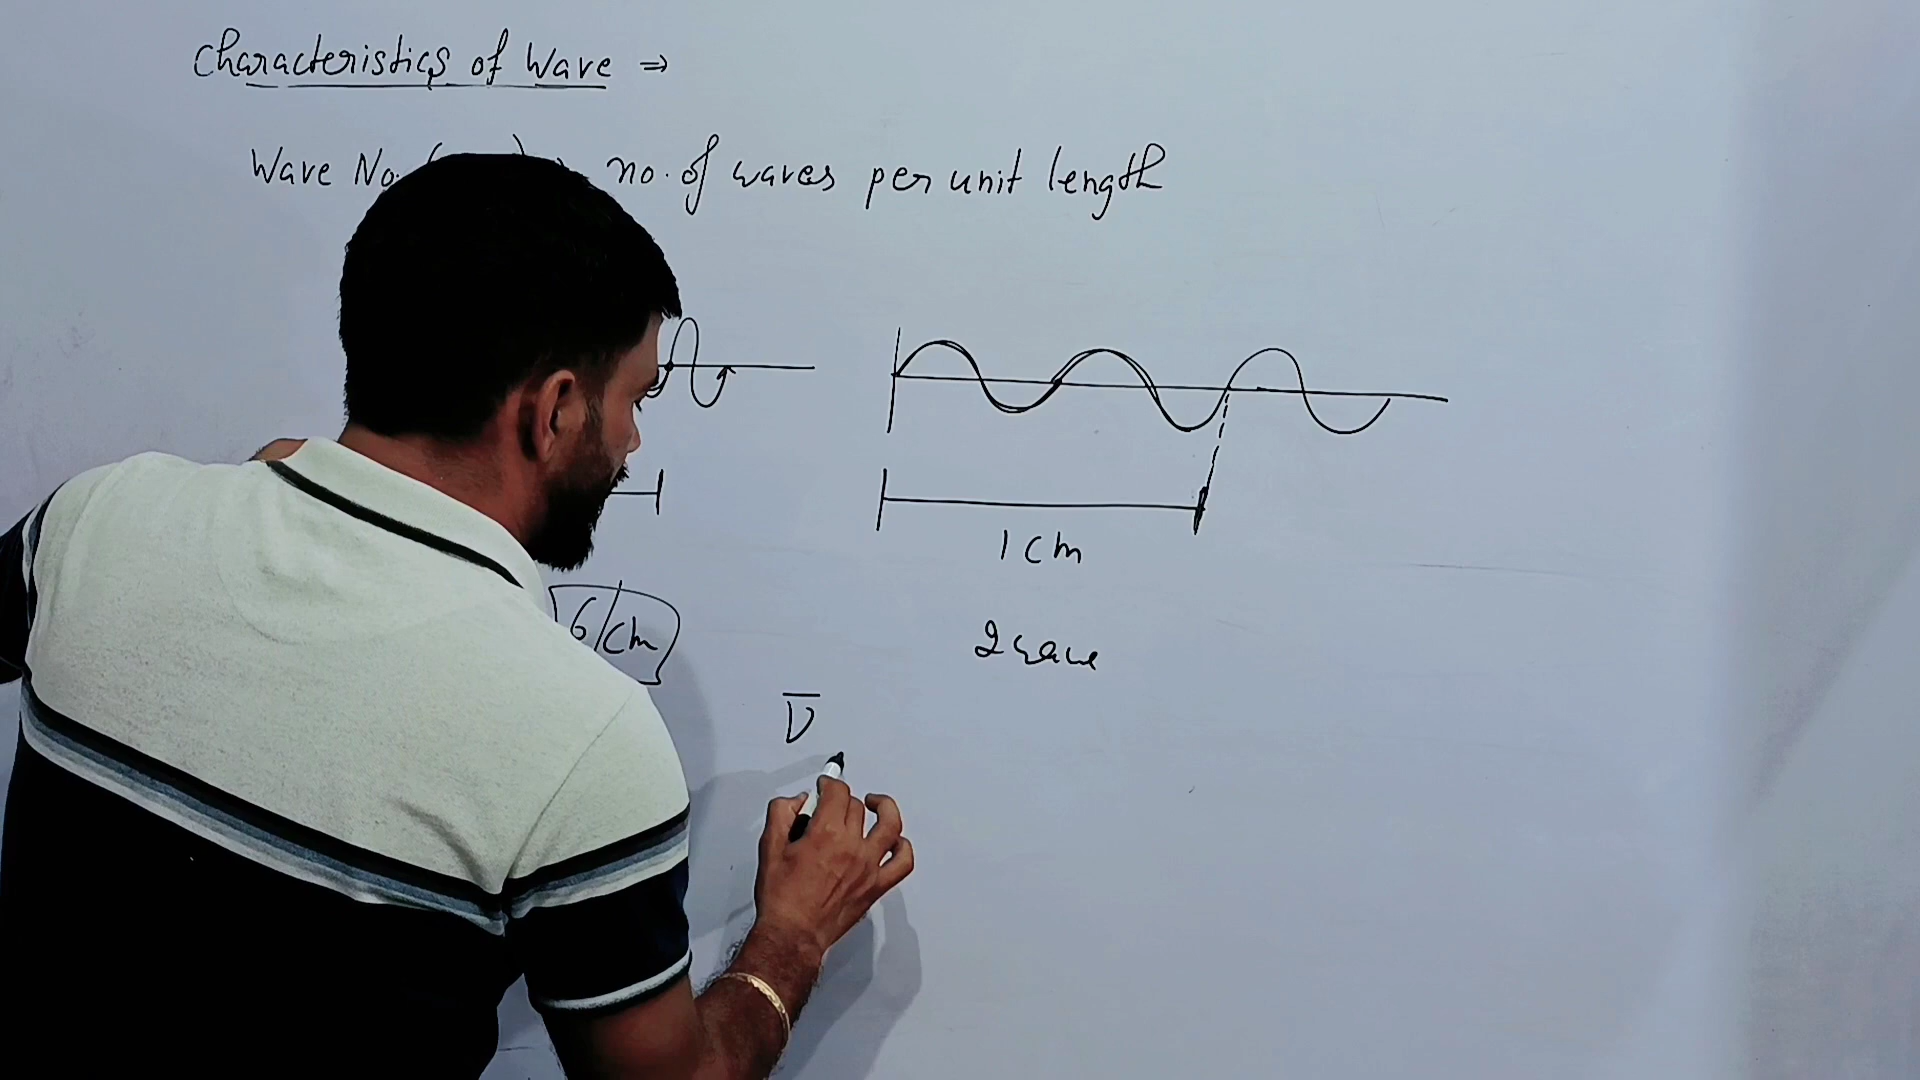 Characteristics of Wave ⇒
Wave No. ( ) no. of waves per unit length
1 cm
6/cm
2 wave
ν̅